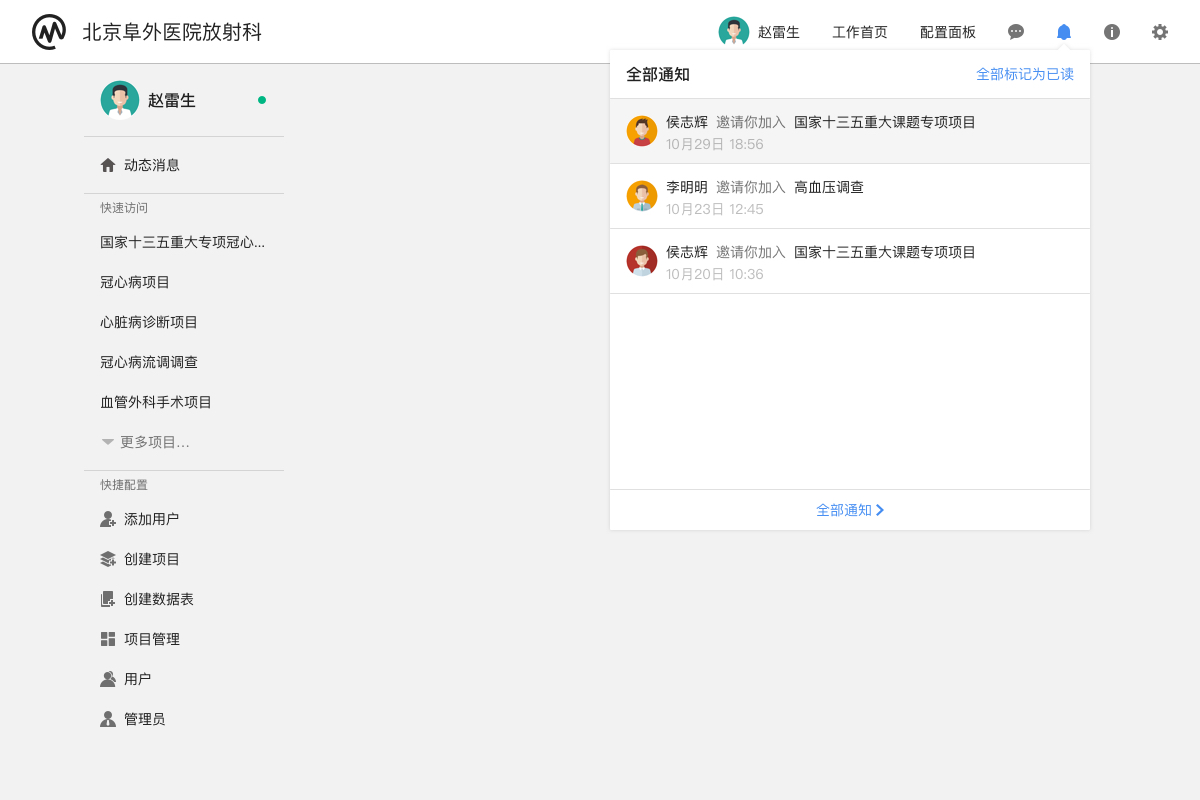 北京阜外医院放射科
赵雷生 工作首页 配置面板
全部通知 全部标记为已读
侯志辉 邀请你加入 国家十三五重大课题专项项目
10月29日 18:56
李明明 邀请你加入 高血压调查
10月23日 12:45
侯志辉 邀请你加入 国家十三五重大课题专项项目
10月20日 10:36
全部通知
赵雷生
动态消息
快速访问
国家十三五重大专项冠心...
冠心病项目
心脏病诊断项目
冠心病流调调查
血管外科手术项目
更多项目...
快捷配置
添加用户
创建项目
创建数据表
项目管理
用户
管理员